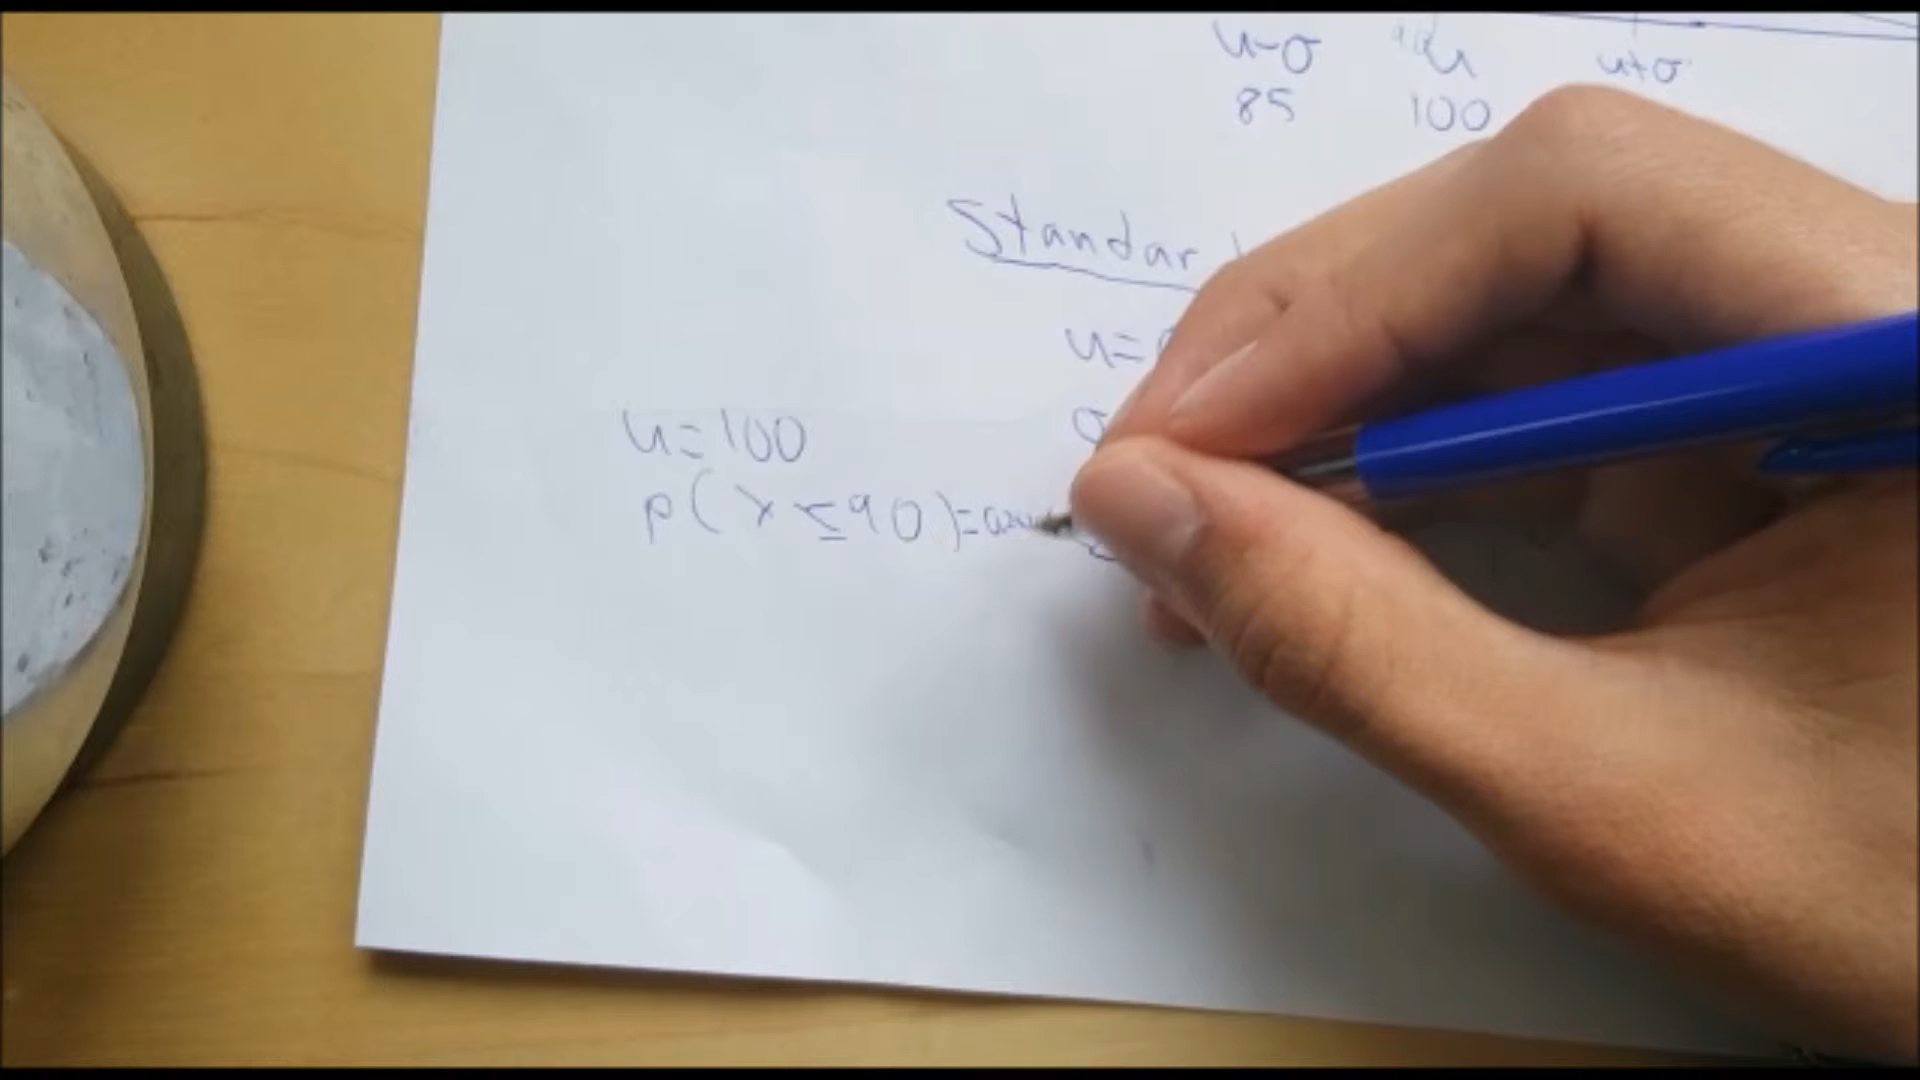 u-σ u u+σ
85 100
Standar
u=
σ
u=100
p(x≤90)=